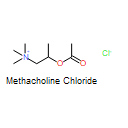 N+
O
O
Cl-
Methacholine Chloride